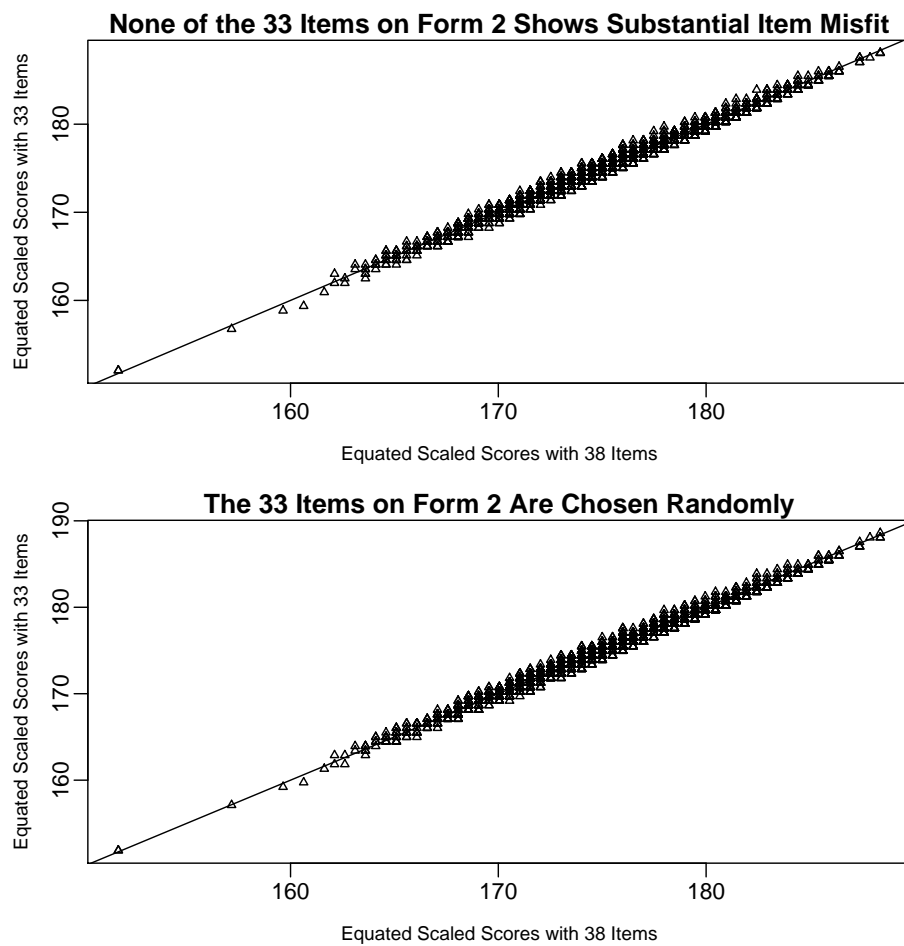 None of the 33 Items on Form 2 Shows Substantial Item Misfit
Equated Scaled Scores with 33 Items
180
170
160
160 170 180
Equated Scaled Scores with 38 Items
The 33 Items on Form 2 Are Chosen Randomly
Equated Scaled Scores with 33 Items
190
180
170
160
160 170 180
Equated Scaled Scores with 38 Items